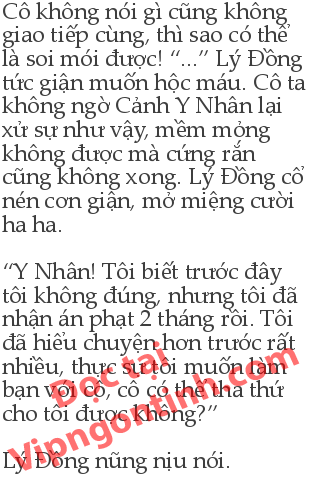 Cô không nói gì cũng không
giao tiếp cùng, thì sao có thể
là soi mói được! “...” Lý Đồng
tức giận muốn hộc máu. Cô ta
không ngờ Cảnh Y Nhân lại
xử sự như vậy, mềm mỏng
không được mà cứng rắn
cũng không xong. Lý Đồng cố
nén cơn giận, mở miệng cười
ha ha.
“Y Nhân! Tôi biết trước đây
tôi không đúng, nhưng tôi đã
nhận án phạt 2 tháng rồi. Tôi
đã hiểu chuyện hơn trước rất
nhiều, thực sự tôi muốn làm
bạn với cô, cô có thể tha thứ
cho tôi được không?”
Lý Đồng nũng nịu nói.
Đọc tại
Vipngontinh.com